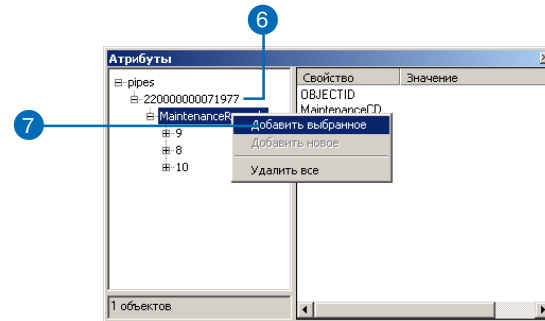 6
Атрибуты
pipes
220000000071977
7
9
8
10
Свойство Значение
OBJECTID
MaintenanceCD
Добавить выбранное
Добавить новое
Удалить все
1 объектов